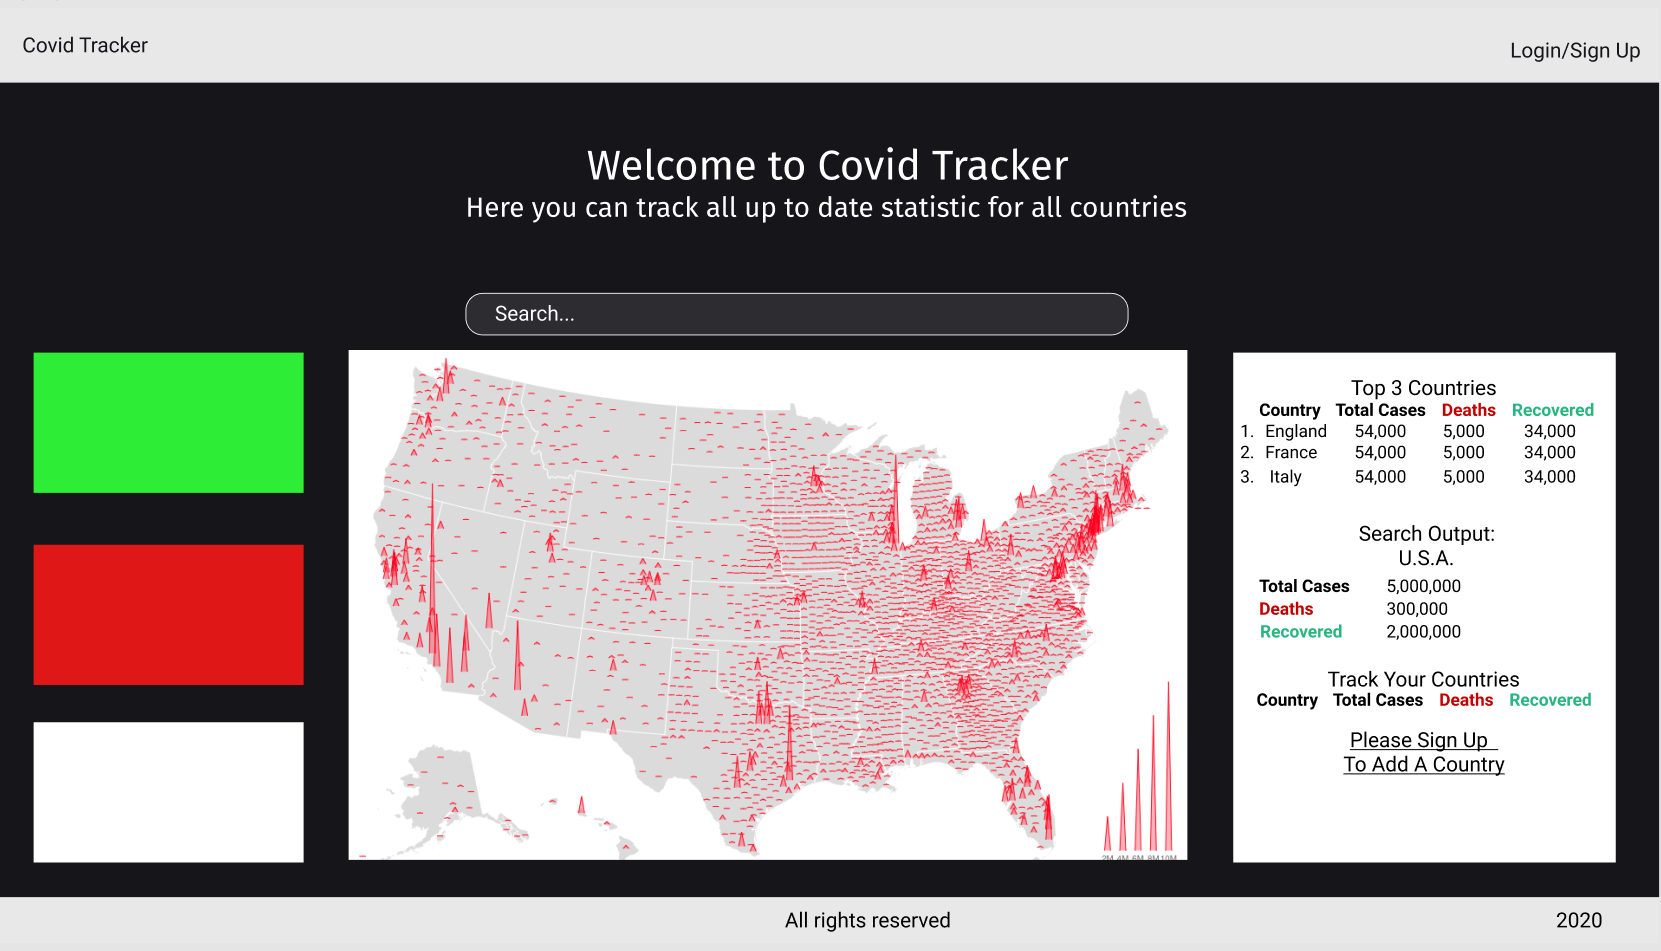 Covid Tracker
Login/Sign Up
Welcome to Covid Tracker
Here you can track all up to date statistic for all countries
Search...
Top 3 Countries
Country Total Cases Deaths Recovered
1. England 54,000 5,000 34,000
2. France 54,000 5,000 34,000
3. Italy 54,000 5,000 34,000
Search Output:
U.S.A.
Total Cases 5,000,000
Deaths 300,000
Recovered 2,000,000
Track Your Countries
Country Total Cases Deaths Recovered
Please Sign Up
To Add A Country
2M 4M 6M 8M 10M
All rights reserved
2020